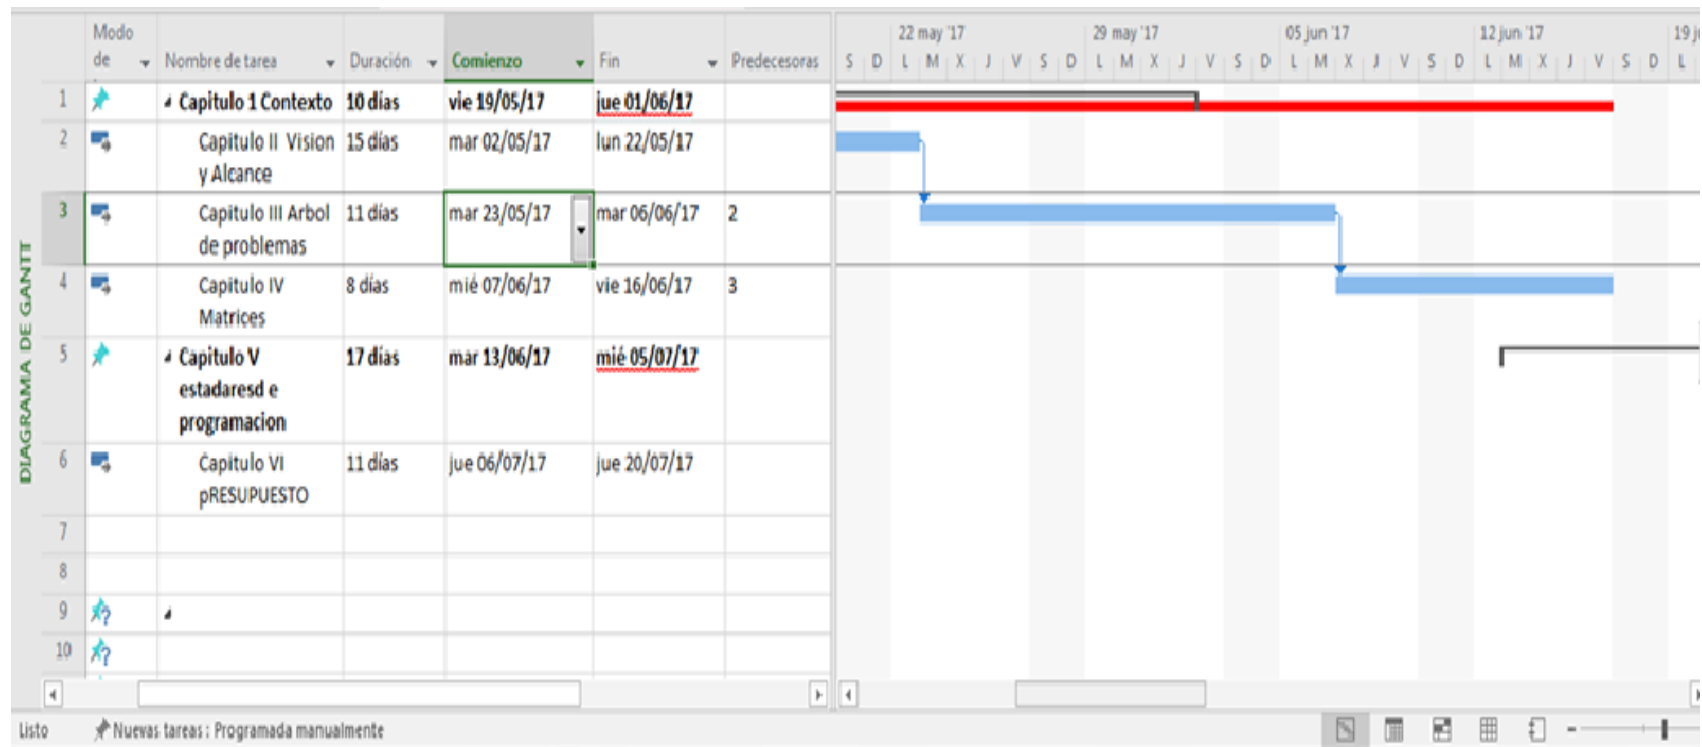 Modo
de Nombre de tarea Duración Comienzo Fin Predecesoras
22 may '17 29 may '17 05 jun '17 12 jun '17 19 j
S D L M X J V S D L M X J V S D L M X J V S D L M X J V S D L
1 Capitulo 1 Contexto 10 días vie 19/05/17 jue 01/06/17
2 Capitulo II Vision 15 días mar 02/05/17 lun 22/05/17
y Alcance
3 Capitulo III Arbol 11 días mar 23/05/17 mar 06/06/17 2
de problemas
4 Capitulo IV 8 días mié 07/06/17 vie 16/06/17 3
Matrices
5 Capitulo V 17 días mar 13/06/17 mié 05/07/17
estadaresd e
programacion
6 Capitulo VI 11 días jue 06/07/17 jue 20/07/17
pRESUPUESTO
7
8
9
10
DIAGRAMA DE GANTT
Listo Nuevas tareas : Programada manualmente